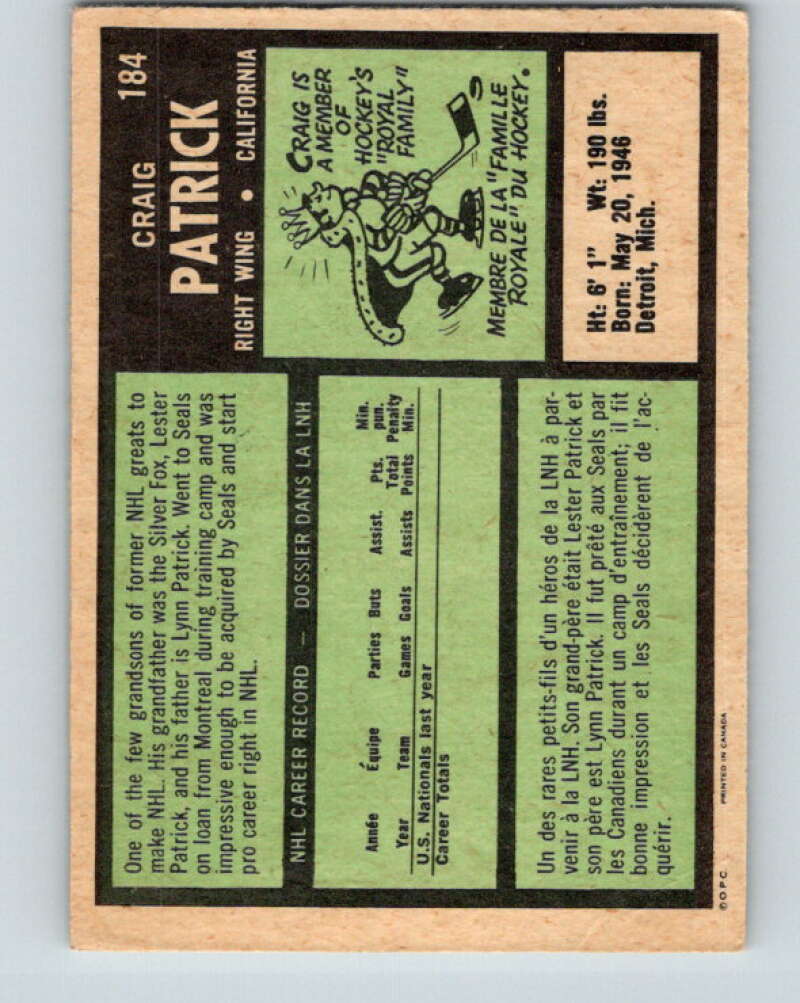 CRAIG 184
PATRICK
RIGHT WING • CALIFORNIA
CRAIG IS
A MEMBER
OF
HOCKEY'S
"ROYAL
FAMILY"
MEMBRE DE LA "FAMILLE
ROYALE" DU HOCKEY.
Ht: 6' 1" Wt: 190 lbs.
Born: May 20, 1946
Detroit, Mich.
One of the few grandsons of former NHL greats to
make NHL. His grandfather was the Silver Fox, Lester
Patrick, and his father is Lynn Patrick. Went to Seals
on loan from Montreal during training camp and was
impressive enough to be acquired by Seals and start
pro career right in NHL.
NHL CAREER RECORD — DOSSIER DANS LA LNH
Année Équipe Parties Buts Assist. Pts. Min. pun.
Year Team Games Goals Assists Total Points Penalty Min.
U.S. Nationals last year
Career Totals
Un des rares petits-fils d'un héros de la LNH à par-
venir à la LNH. Son grand-père était Lester Patrick et
son père est Lynn Patrick. Il fut prêté aux Seals par
les Canadiens durant un camp d'entraînement; il fit
bonne impression et les Seals décidèrent de l'ac-
quérir.
© O.P.C. PRINTED IN CANADA